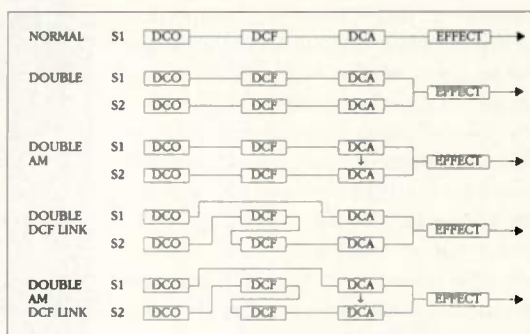 NORMAL S1 DCO DCF DCA EFFECT
DOUBLE S1 DCO DCF DCA
EFFECT
S2 DCO DCF DCA
DOUBLE AM S1 DCO DCF DCA
EFFECT
S2 DCO DCF DCA
DOUBLE DCF LINK S1 DCO DCF DCA
EFFECT
S2 DCO DCF DCA
DOUBLE AM DCF LINK S1 DCO DCF DCA
EFFECT
S2 DCO DCF DCA